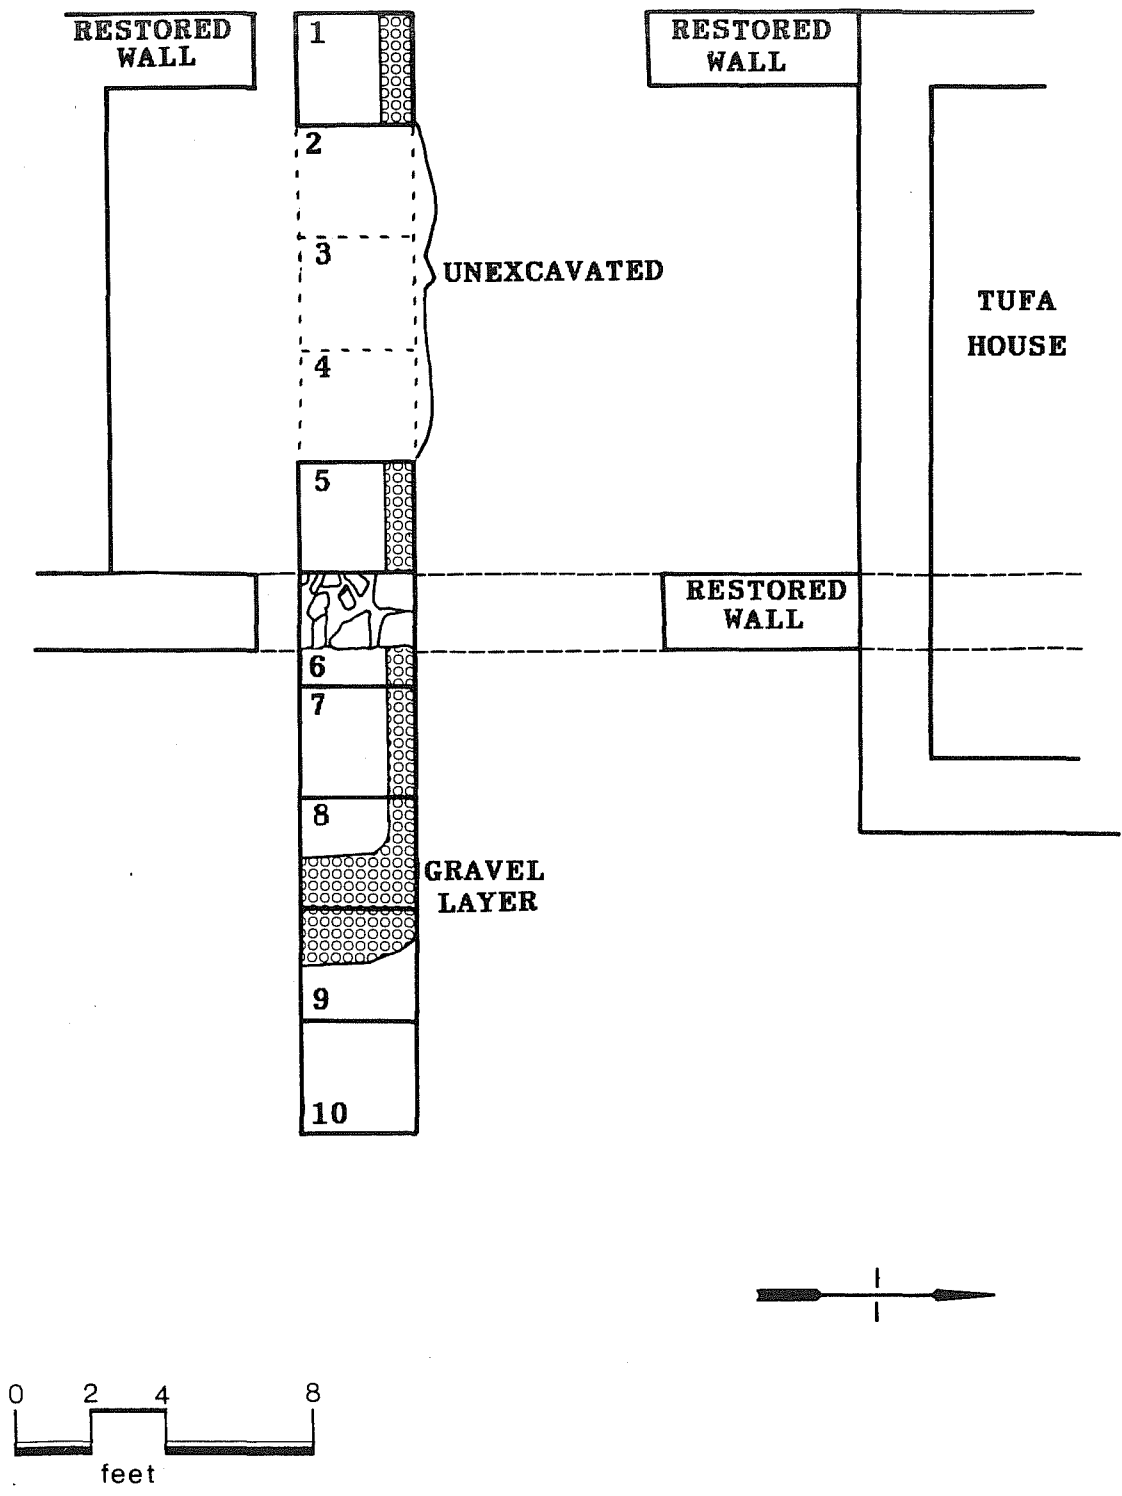 RESTORED
WALL
1
RESTORED
WALL
2
3
UNEXCAVATED
4
TUFA
HOUSE
5
RESTORED
WALL
6
7
8
GRAVEL
LAYER
9
10
0 2 4 8
feet